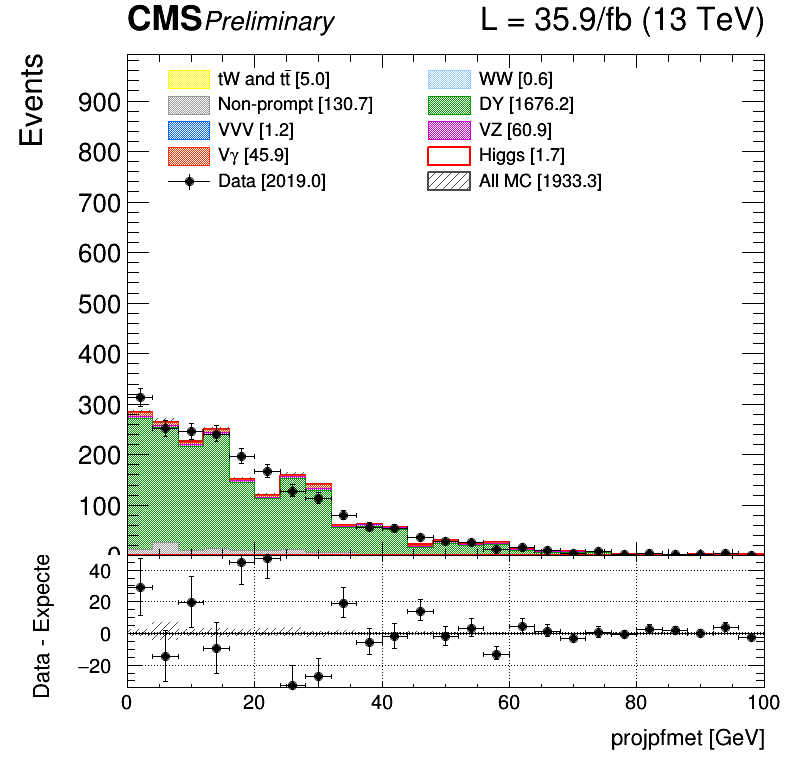 CMS Preliminary L = 35.9/fb (13 TeV)
Events
tW and tt̄ [5.0] WW [0.6]
Non-prompt [130.7] DY [1676.2]
VVV [1.2] VZ [60.9]
Vγ [45.9] Higgs [1.7]
Data [2019.0] All MC [1933.3]
900
800
700
600
500
400
300
200
100
0
Data - Expecte
40
20
0
−20
0 20 40 60 80 100
projpfmet [GeV]